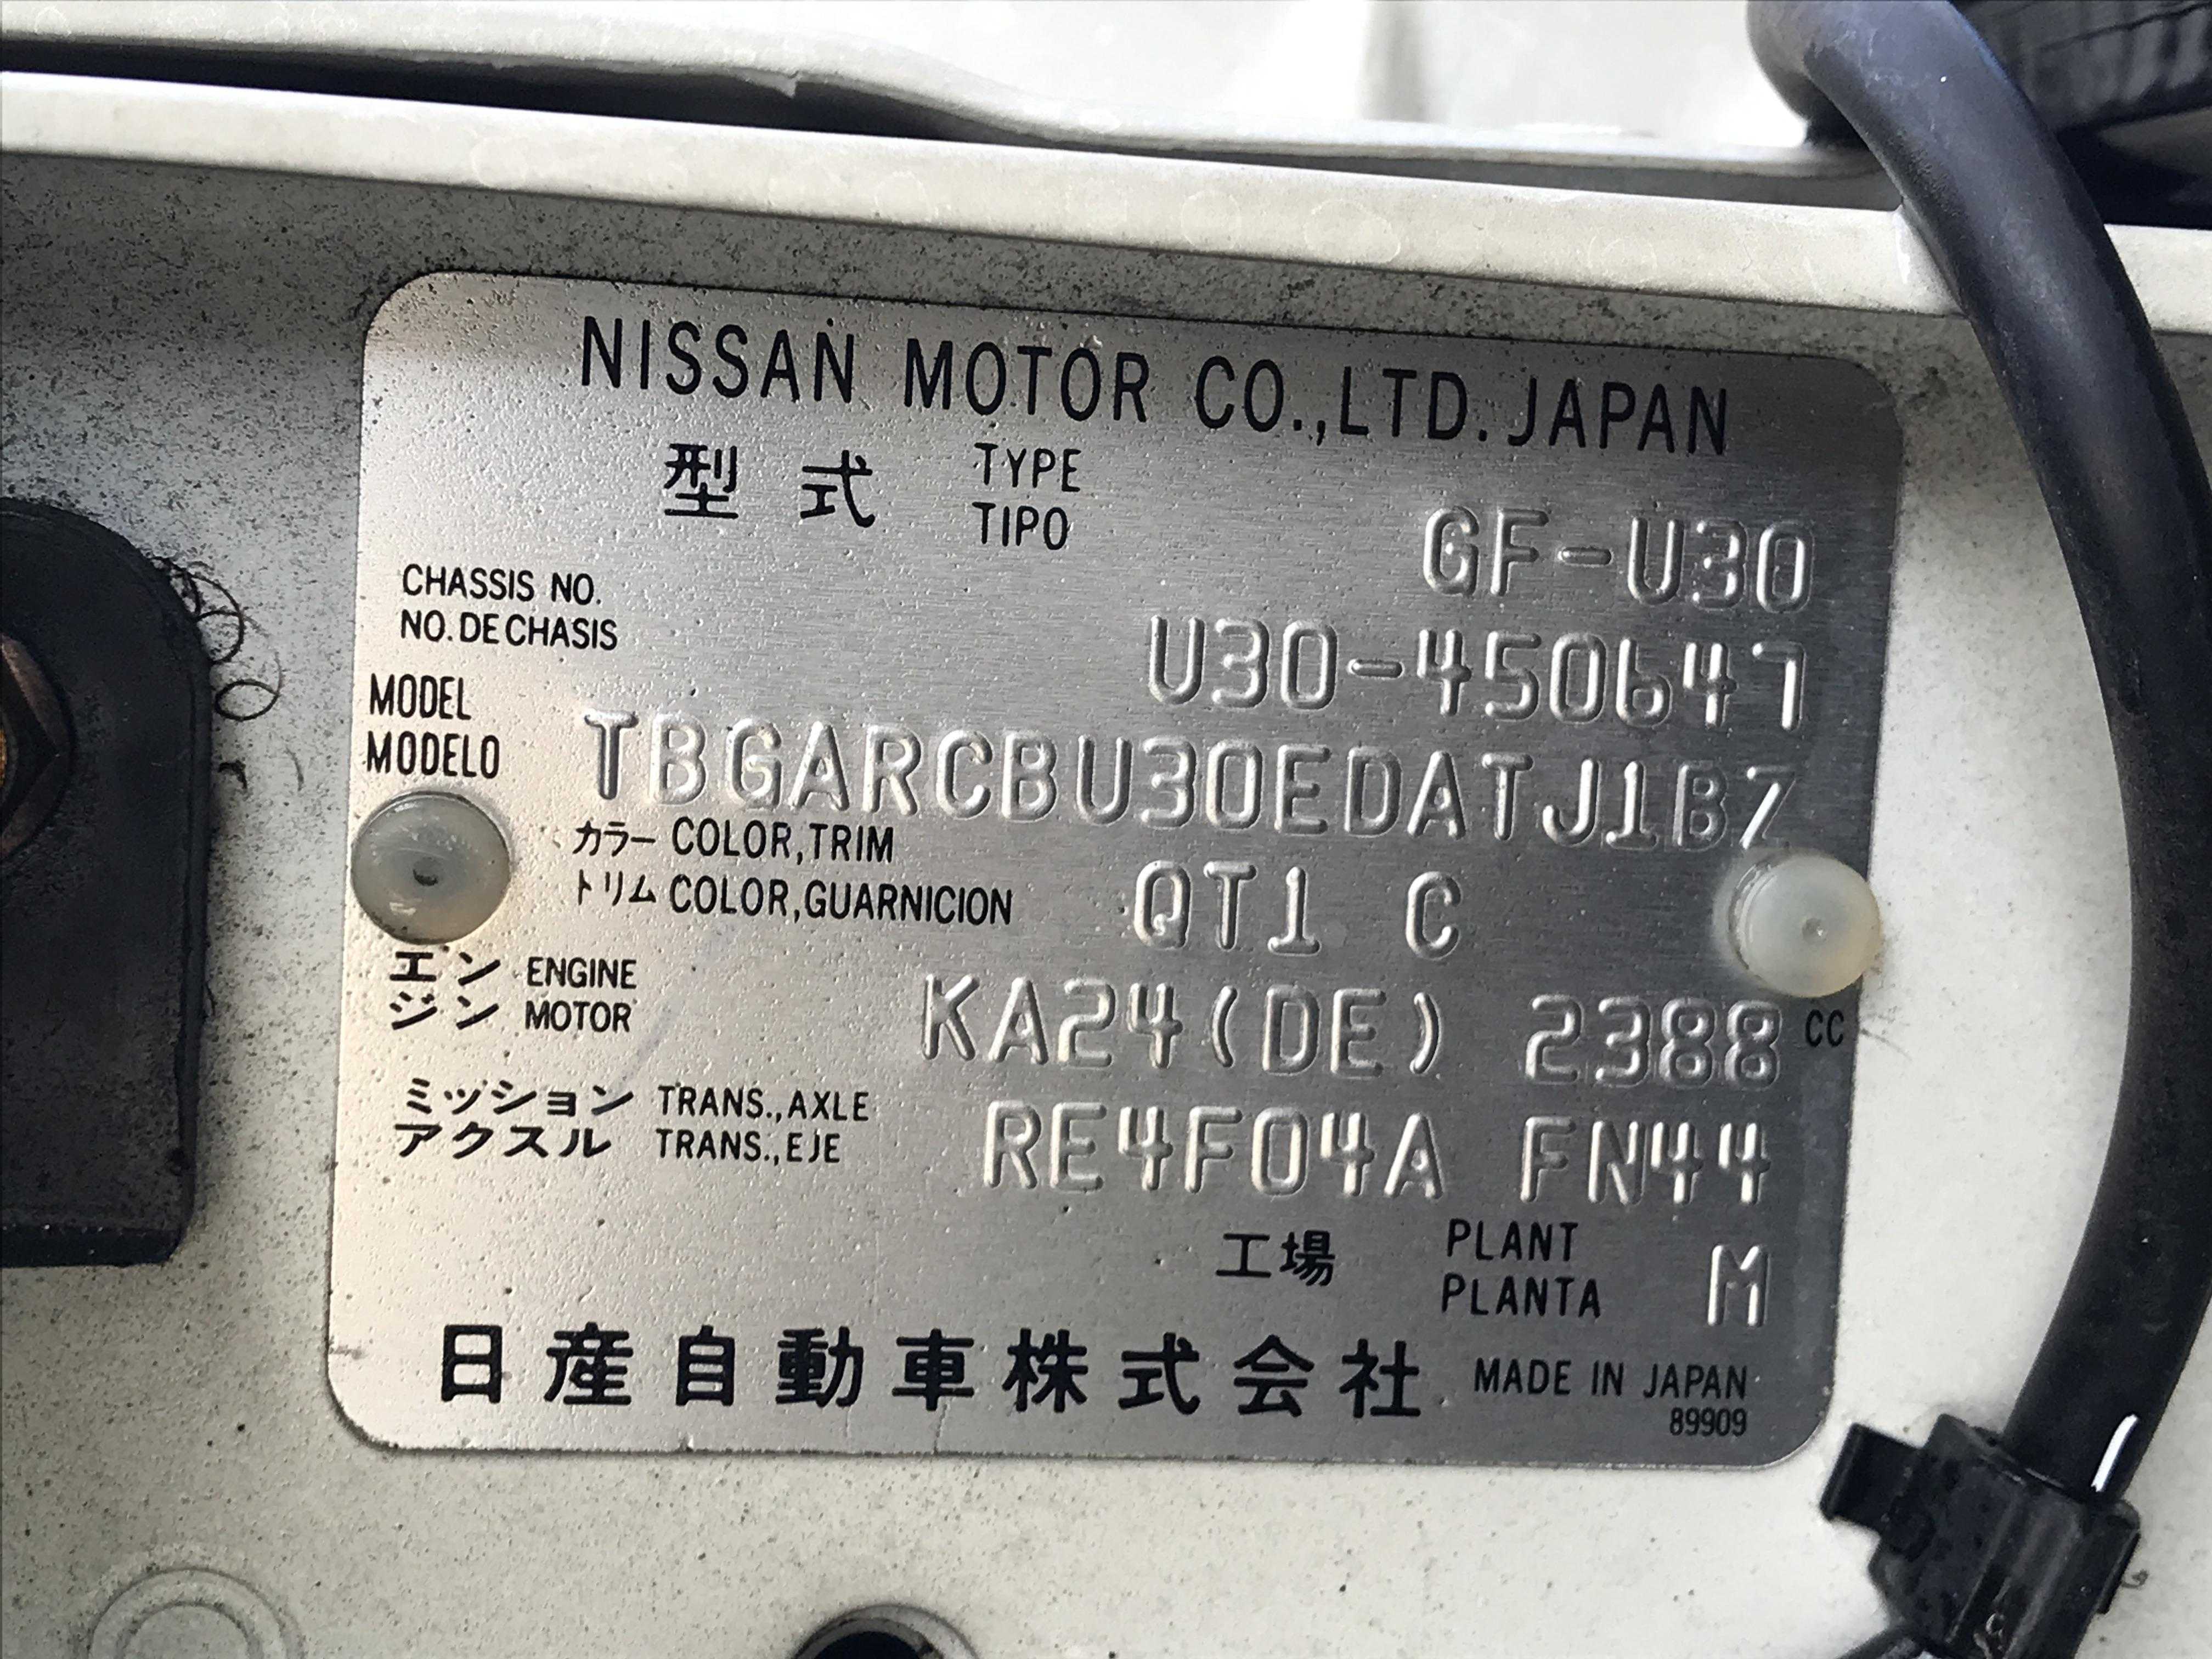 NISSAN MOTOR CO.,LTD. JAPAN
型式 TYPE
TIPO
GF-U30
CHASSIS NO.
NO. DE CHASIS
U30-450647
MODEL
MODELO
TBGARCBU30EDATJ1BZ
カラー COLOR,TRIM
トリム COLOR,GUARNICION
QT1 C
エン ENGINE
ジン MOTOR
KA24(DE) 2388 CC
ミッション TRANS.,AXLE
アクスル TRANS.,EJE
RE4F04A FN44
工場 PLANT
PLANTA
M
日産自動車株式会社 MADE IN JAPAN
89909